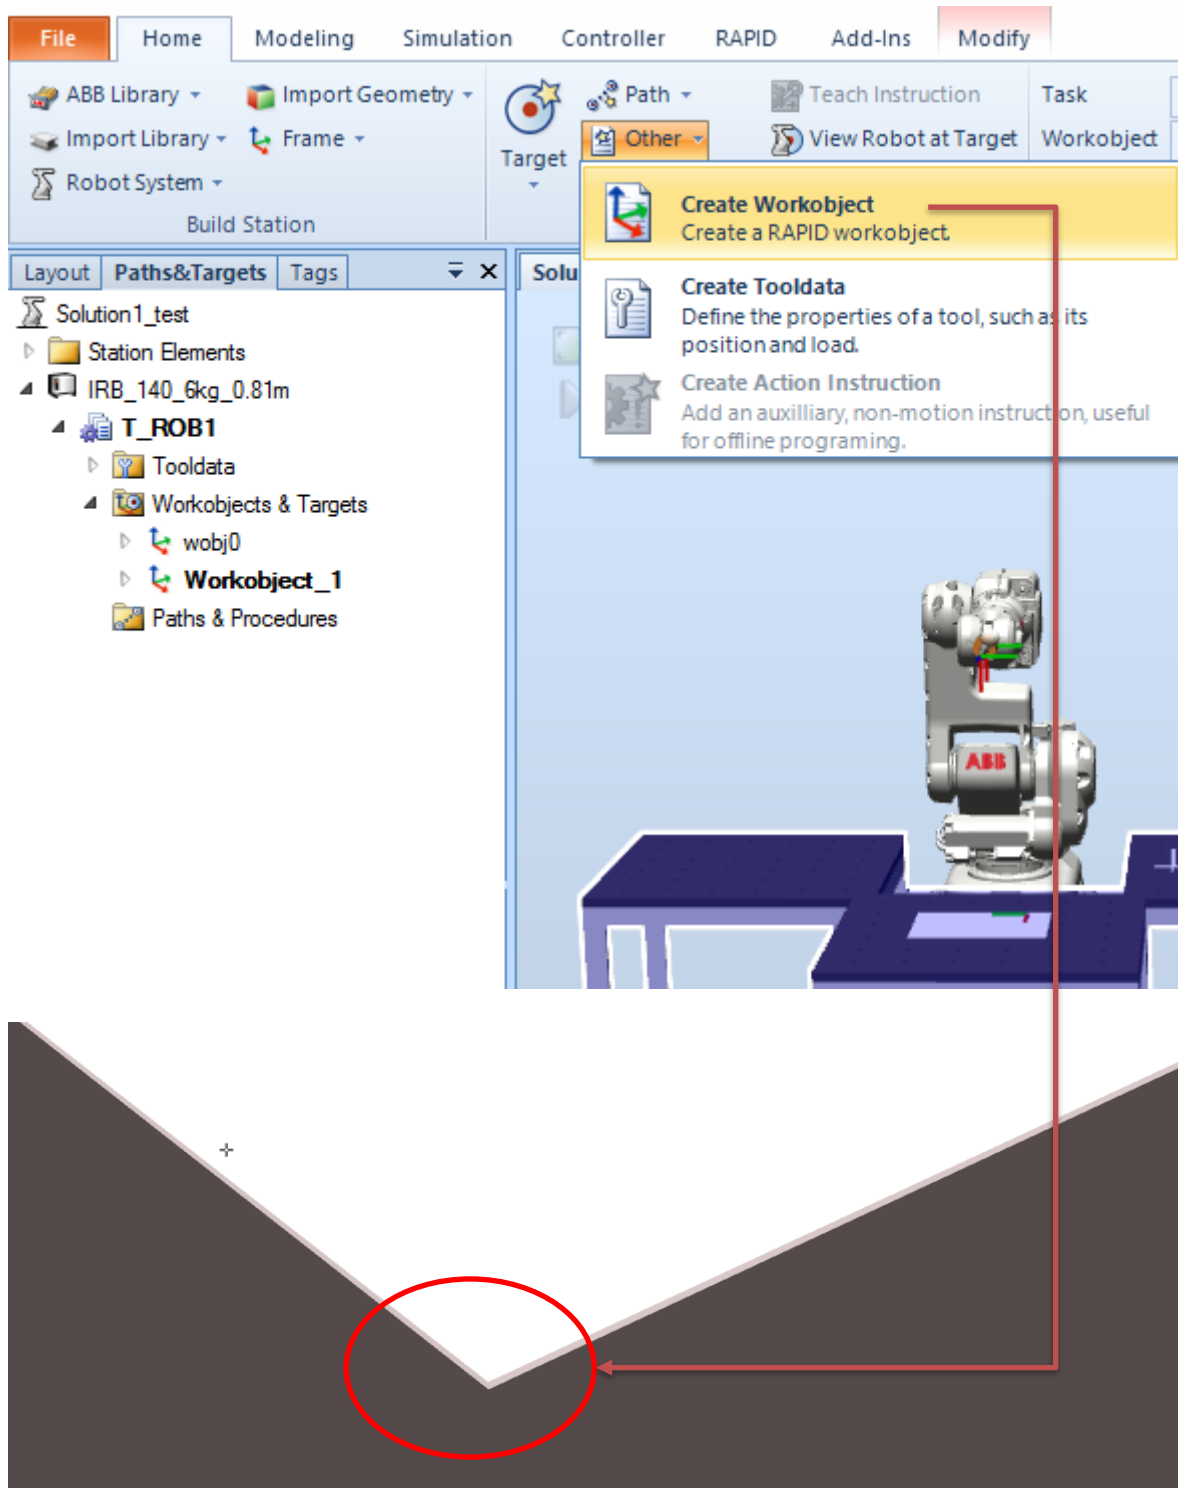 File Home Modeling Simulation Controller RAPID Add-Ins Modify
ABB Library Import Geometry Path Teach Instruction Task
Import Library Frame Other View Robot at Target Workobject
Target
Robot System
Build Station
Create Workobject
Create a RAPID workobject.
Create Tooldata
Define the properties of a tool, such as its
position and load.
Create Action Instruction
Add an auxilliary, non-motion instruction, useful
for offline programing.
Layout Paths&Targets Tags
Solu
Solution1_test
Station Elements
IRB_140_6kg_0.81m
T_ROB1
Tooldata
Workobjects & Targets
wobj0
Workobject_1
Paths & Procedures
ABB